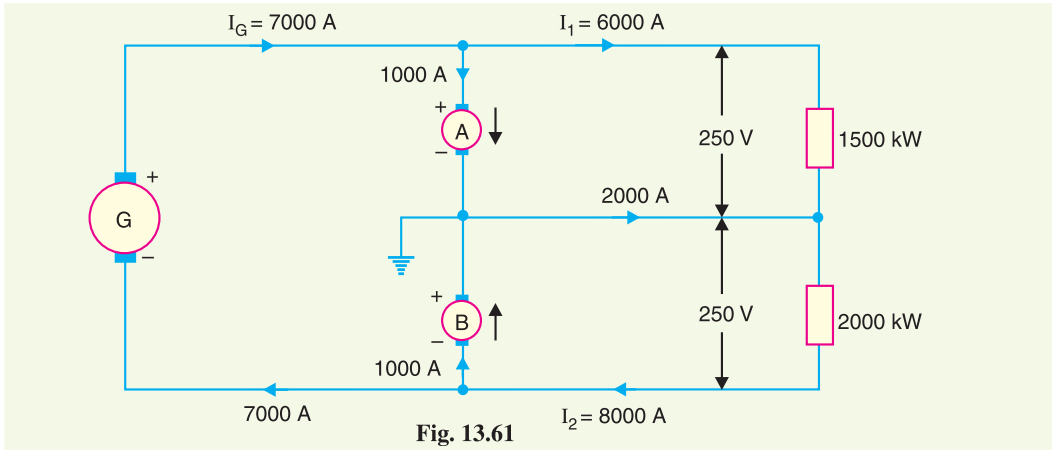 I_G = 7000 A
I_1 = 6000 A
1000 A
+
A
−
250 V
1500 kW
+
G
−
2000 A
+
B
−
250 V
2000 kW
1000 A
7000 A
I_2 = 8000 A
Fig. 13.61